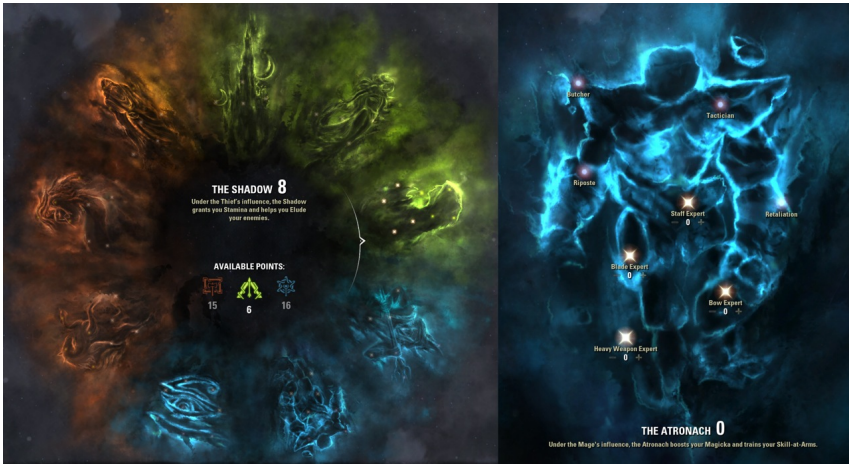 THE SHADOW 8
Under the Thief's influence, the Shadow
grants you Stamina and helps you Elude
your enemies.
AVAILABLE POINTS:
15
6
16
Butcher
Tactician
Riposte
Staff Expert
- 0 +
Retaliation
Blade Expert
0
Bow Expert
- 0 +
Heavy Weapon Expert
- 0 +
THE ATRONACH 0
Under the Mage's influence, the Atronach boosts your Magicka and trains your Skill-at-Arms.